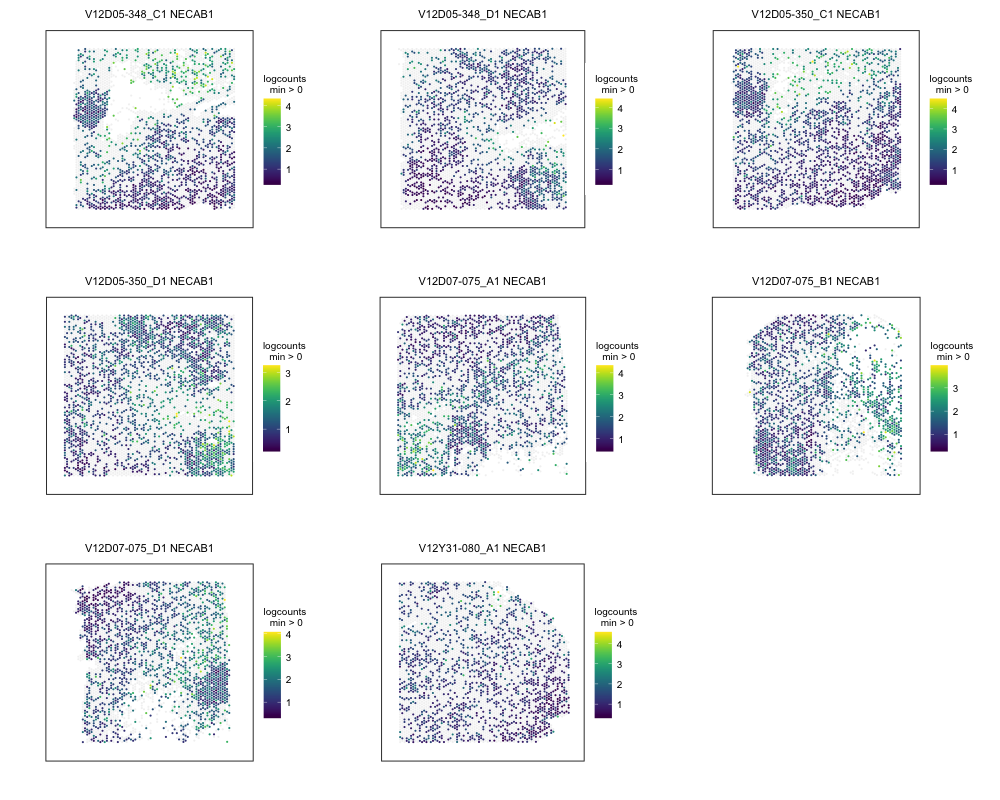 V12D05-348_C1 NECAB1
logcounts
min > 0
4
3
2
1
V12D05-348_D1 NECAB1
logcounts
min > 0
4
3
2
1
V12D05-350_C1 NECAB1
logcounts
min > 0
4
3
2
1
V12D05-350_D1 NECAB1
logcounts
min > 0
3
2
1
V12D07-075_A1 NECAB1
logcounts
min > 0
4
3
2
1
V12D07-075_B1 NECAB1
logcounts
min > 0
3
2
1
V12D07-075_D1 NECAB1
logcounts
min > 0
4
3
2
1
V12Y31-080_A1 NECAB1
logcounts
min > 0
4
3
2
1